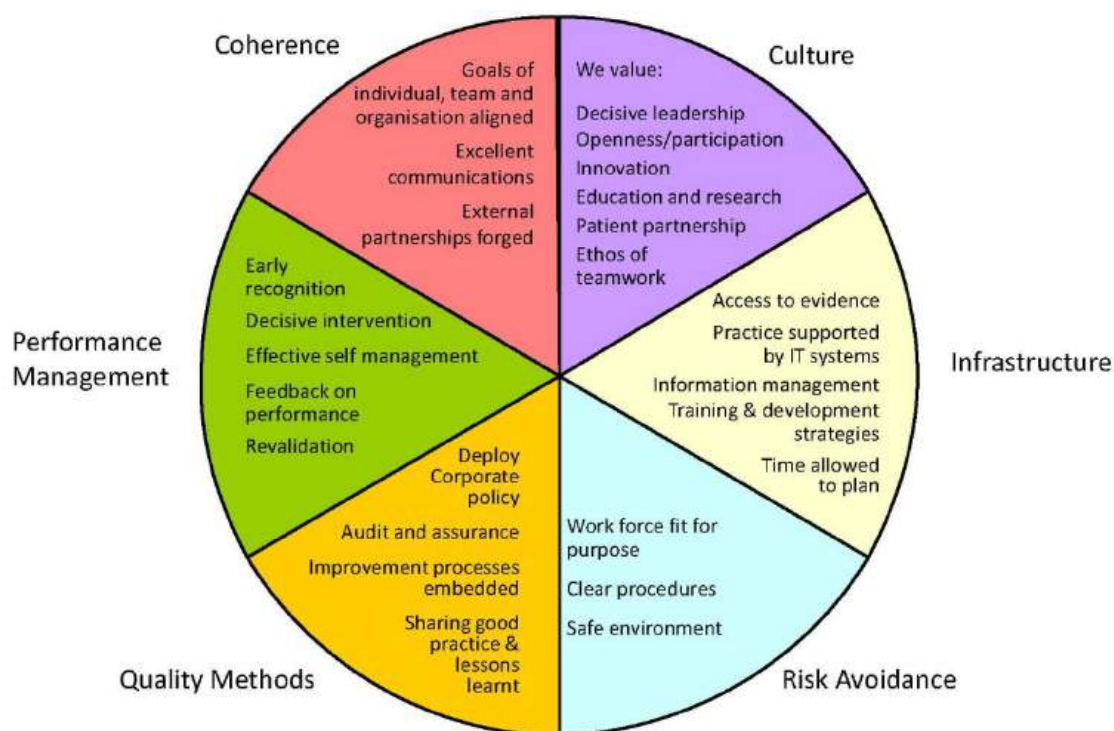 Coherence
Goals of
individual, team and
organisation aligned
Excellent
communications
External
partnerships forged
Culture
We value:
Decisive leadership
Openness/participation
Innovation
Education and research
Patient partnership
Ethos of
teamwork
Infrastructure
Access to evidence
Practice supported
by IT systems
Information management
Training & development
strategies
Time allowed
to plan
Risk Avoidance
Work force fit for
purpose
Clear procedures
Safe environment
Quality Methods
Deploy
Corporate
policy
Audit and assurance
Improvement processes
embedded
Sharing good
practice &
lessons
learnt
Performance
Management
Early
recognition
Decisive intervention
Effective self management
Feedback on
performance
Revalidation